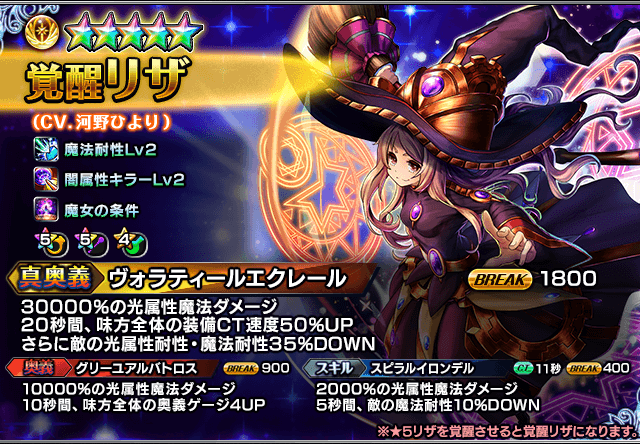 覚醒リザ
(CV.河野ひより)
魔法耐性Lv2
闇属性キラーLv2
魔女の条件
5 5 4
真奥義 ヴォラティールエクレール BREAK 1800
30000%の光属性魔法ダメージ
20秒間、味方全体の装備CT速度50%UP
さらに敵の光属性耐性・魔法耐性35%DOWN
奥義 グリーユアルバトロス BREAK 900
10000%の光属性魔法ダメージ
10秒間、味方全体の奥義ゲージ4UP
スキル スピラルイロンデル CT 11秒 BREAK 400
2000%の光属性魔法ダメージ
5秒間、敵の魔法耐性10%DOWN
※★5リザを覚醒させると覚醒リザになります。